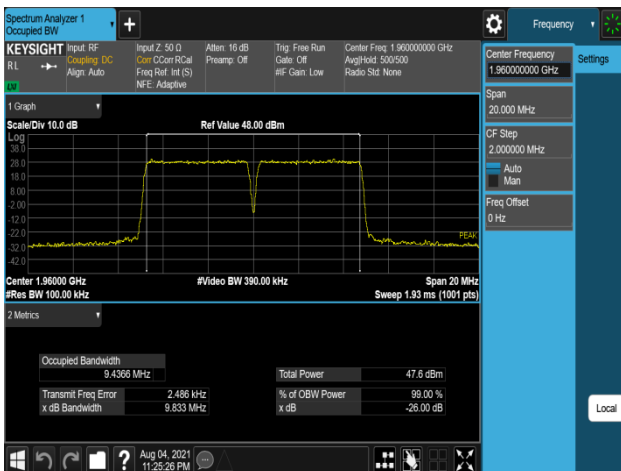 Spectrum Analyzer 1
Occupied BW
+
Frequency
KEYSIGHT
RL
Input: RF
Coupling: DC
Align: Auto
Input Z: 50 Ω
Corr CCorr RCal
Freq Ref: Int (S)
NFE: Adaptive
Atten: 16 dB
Preamp: Off
Trig: Free Run
Gate: Off
#IF Gain: Low
Center Freq: 1.960000000 GHz
Avg|Hold: 500/500
Radio Std: None
Center Frequency
1.960000000 GHz
Settings
Span
20.000 MHz
CF Step
2.000000 MHz
Auto
Man
Freq Offset
0 Hz
Local
1 Graph
Scale/Div 10.0 dB
Ref Value 48.00 dBm
Log
38.0
28.0
18.0
8.00
-2.00
-12.0
-22.0
-32.0
-42.0
PEAK
Center 1.96000 GHz
#Video BW 390.00 kHz
Span 20 MHz
#Res BW 100.00 kHz
Sweep 1.93 ms (1001 pts)
2 Metrics
Occupied Bandwidth
9.4366 MHz
Total Power 47.6 dBm
Transmit Freq Error 2.486 kHz
% of OBW Power 99.00 %
x dB Bandwidth 9.833 MHz
x dB -26.00 dB
?
Aug 04, 2021
11:25:26 PM